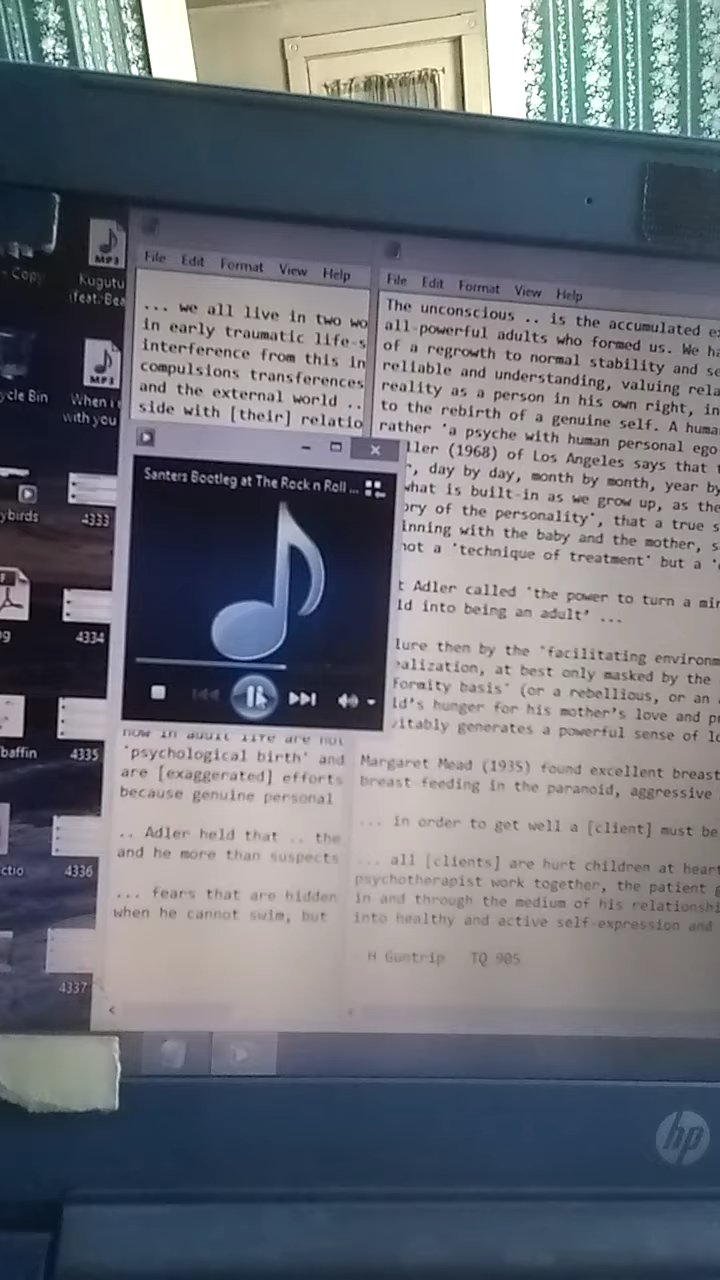 - Copy
MP3
Kugutu
(feat. Bea
ycle Bin
MP3
When i
with you
ybirds
4333
4334
baffin
4335
ctio
4336
4337
File Edit Format View Help
... we all live in two wo
in early traumatic life-s
interference from this in
compulsions transferences
and the external world ..
side with [their] relatio
Santers Bootleg at The Rock n Roll ...
now in adult life are not
'psychological birth' and
are [exaggerated] efforts
because genuine personal
.. Adler held that .. the
and he more than suspects
... fears that are hidden
when he cannot swim, but
File Edit Format View Help
The unconscious .. is the accumulated e
all-powerful adults who formed us. We ha
of a regrowth to normal stability and se
reliable and understanding, valuing rela
reality as a person in his own right, in
to the rebirth of a genuine self. A huma
rather 'a psyche with human personal ego
ller (1968) of Los Angeles says that t
, day by day, month by month, year by
what is built-in as we grow up, as the
ory of the personality', that a true s
inning with the baby and the mother, s
not a 'technique of treatment' but a '
t Adler called 'the power to turn a min
ld into being an adult' ...
lure then by the 'facilitating environm
ealization, at best only masked by the
formity basis' (or a rebellious, or an
ld's hunger for his mother's love and p
vitably generates a powerful sense of lo
Margaret Mead (1935) found excellent breast
breast feeding in the paranoid, aggressive
... in order to get well a [client] must be
... all [clients] are hurt children at heart
psychotherapist work together, the patient g
in and through the medium of his relationshi
into healthy and active self-expression and
H Guntrip TQ 905
hp